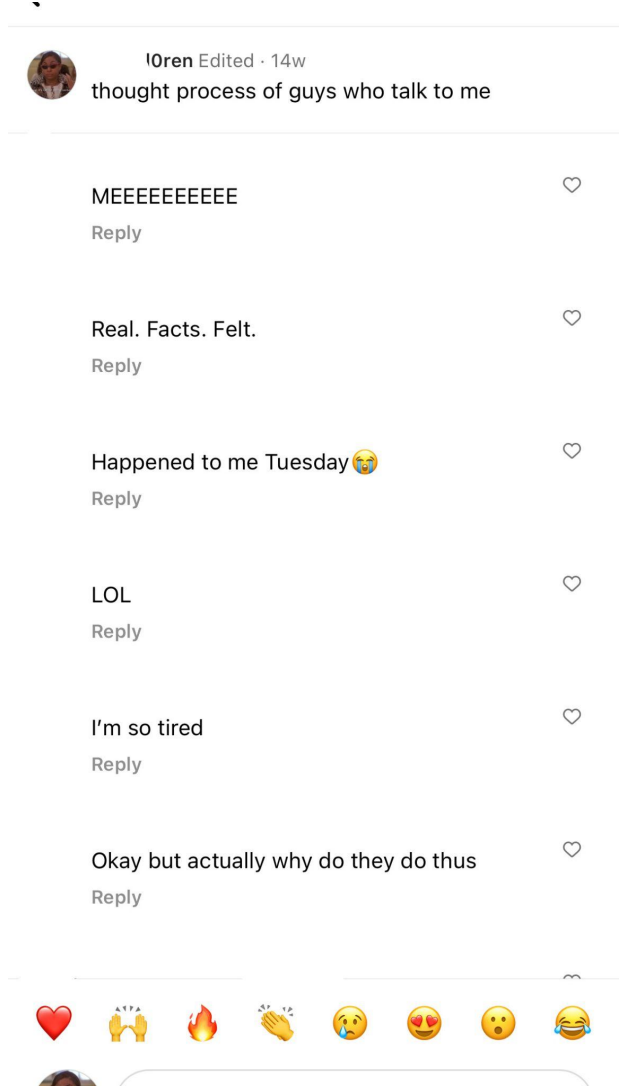 l0ren Edited · 14w
thought process of guys who talk to me
MEEEEEEEEEE
Reply
Real. Facts. Felt.
Reply
Happened to me Tuesday😭
Reply
LOL
Reply
I'm so tired
Reply
Okay but actually why do they do thus
Reply